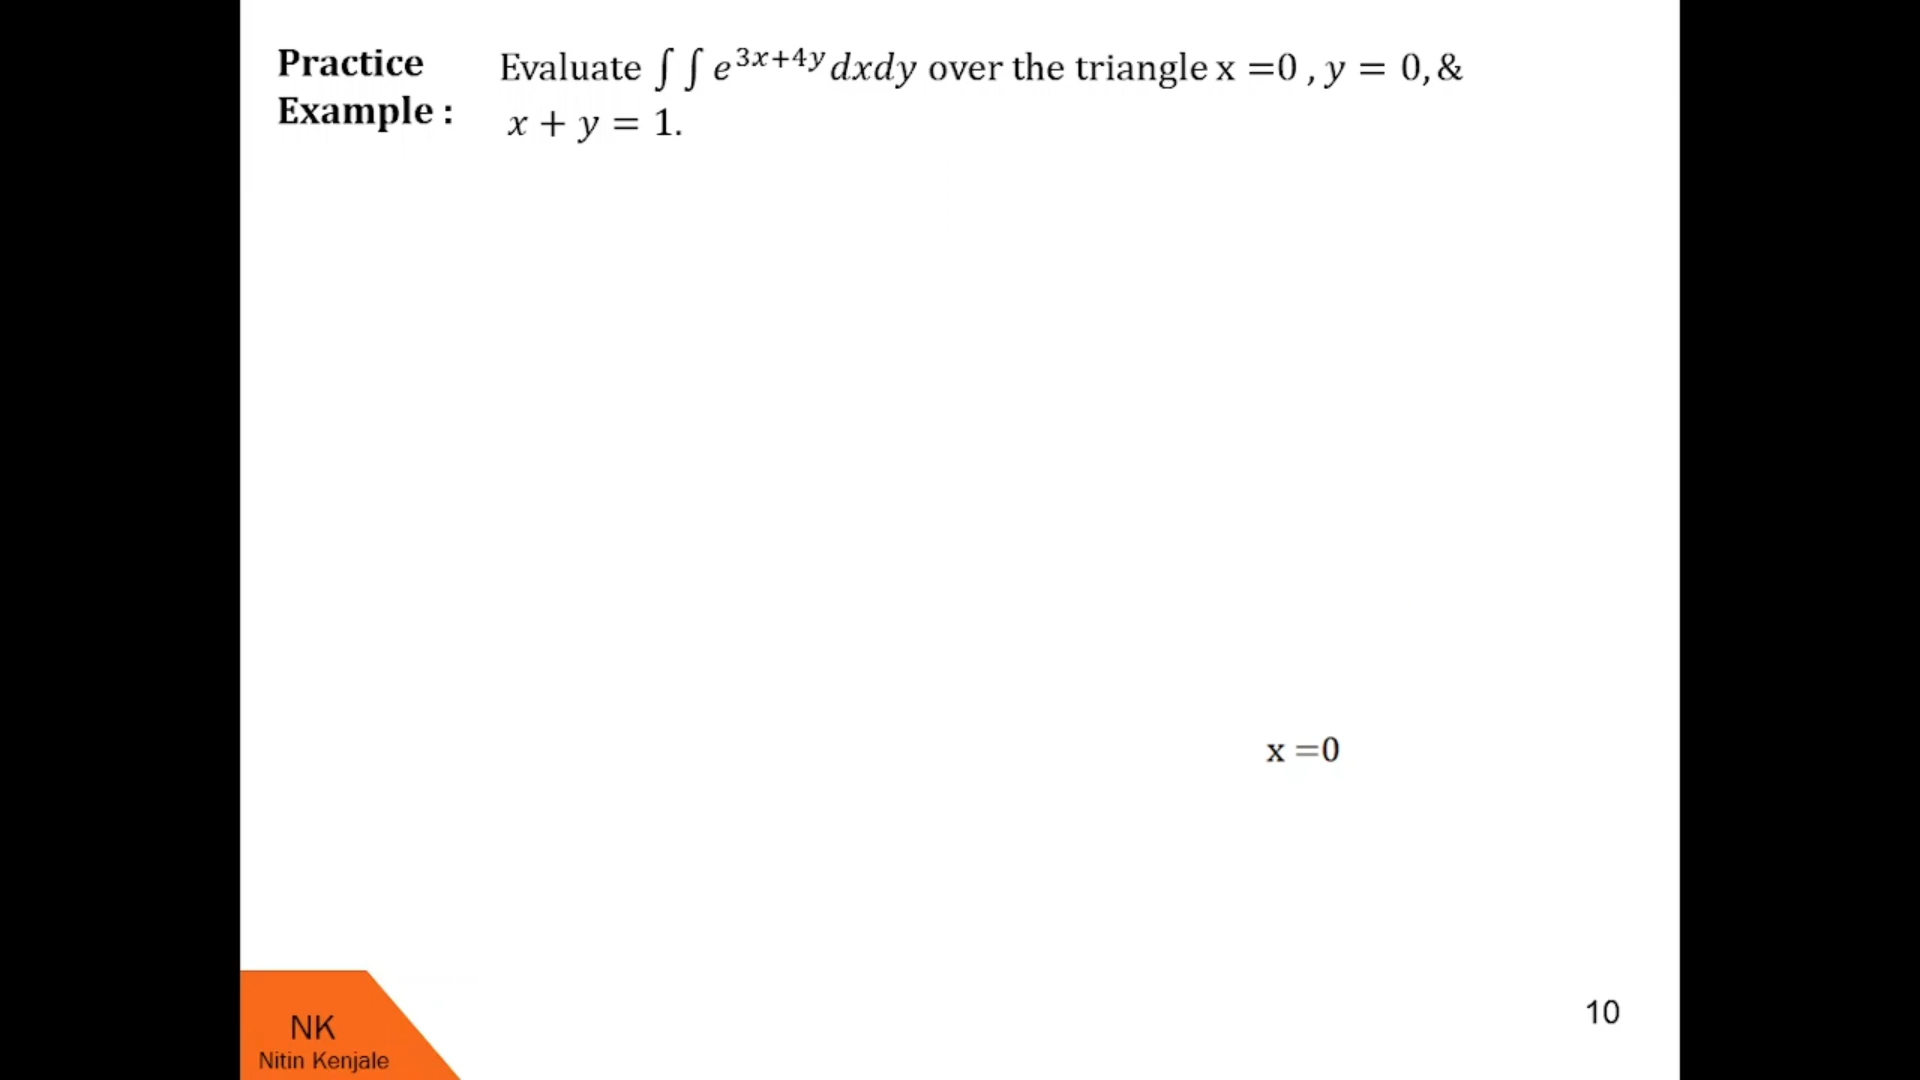 Practice Evaluate ∫ ∫ e^{3x+4y} dxdy over the triangle x =0 , y = 0, &
Example : x + y = 1.
x =0
NK
Nitin Kenjale
10